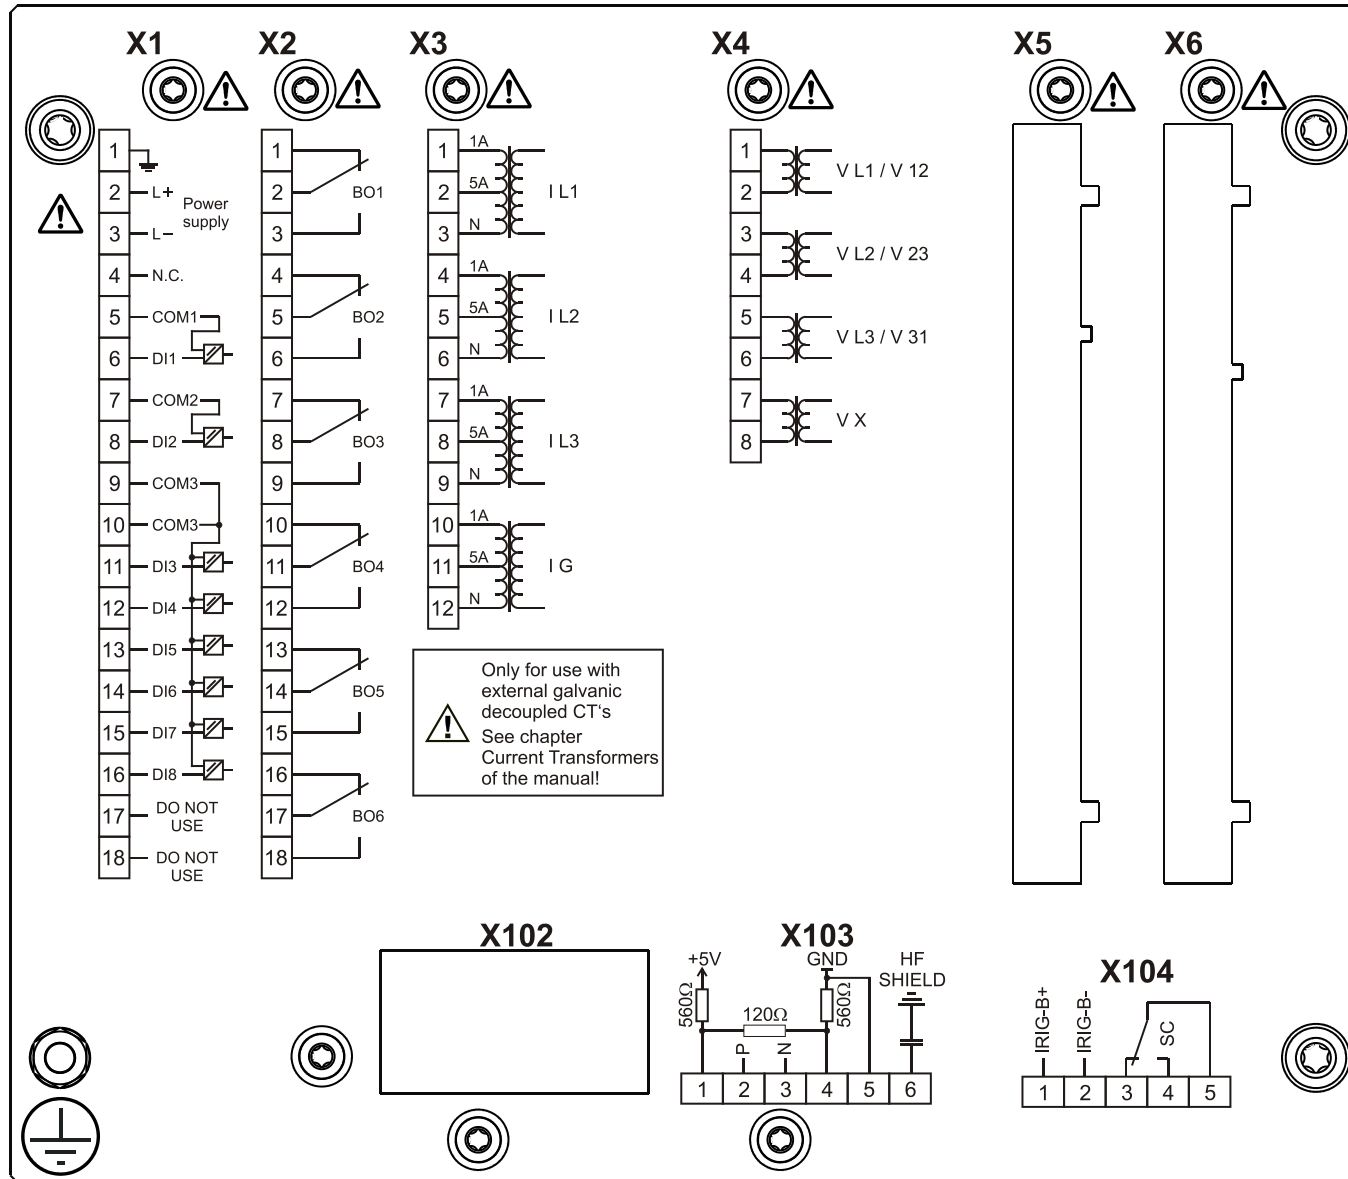 X1
X2
X3
X4
X5
X6
1
2 L+
3 L−
Power
supply
4 N.C.
5 COM1
6 DI1
7 COM2
8 DI2
9 COM3
10 COM3
11 DI3
12 DI4
13 DI5
14 DI6
15 DI7
16 DI8
17 DO NOT
USE
18 DO NOT
USE
1
2 BO1
3
4
5 BO2
6
7
8 BO3
9
10
11 BO4
12
13
14 BO5
15
16
17 BO6
18
1 1A
2 5A I L1
3 N
4 1A
5 5A I L2
6 N
7 1A
8 5A I L3
9 N
10 1A
11 5A I G
12 N
Only for use with
external galvanic
decoupled CT‘s
See chapter
Current Transformers
of the manual!
1
V L1 / V 12
2
3
V L2 / V 23
4
5
V L3 / V 31
6
7
V X
8
X102
X103
+5V
GND
HF
SHIELD
560Ω
120Ω
560Ω
P
N
1 2 3 4 5 6
X104
IRIG-B+
IRIG-B-
SC
1 2 3 4 5